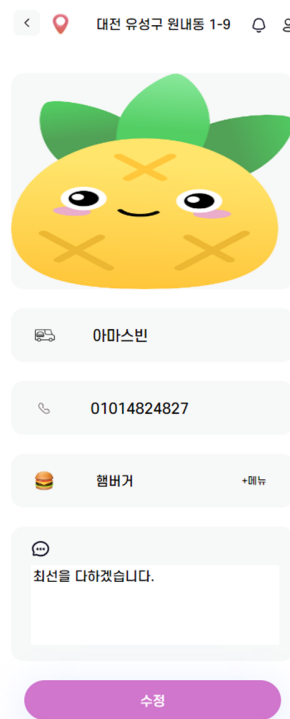 대전 유성구 원내동 1-9
아마스빈
01014824827
햄버거
+메뉴
최선을 다하겠습니다.
수정